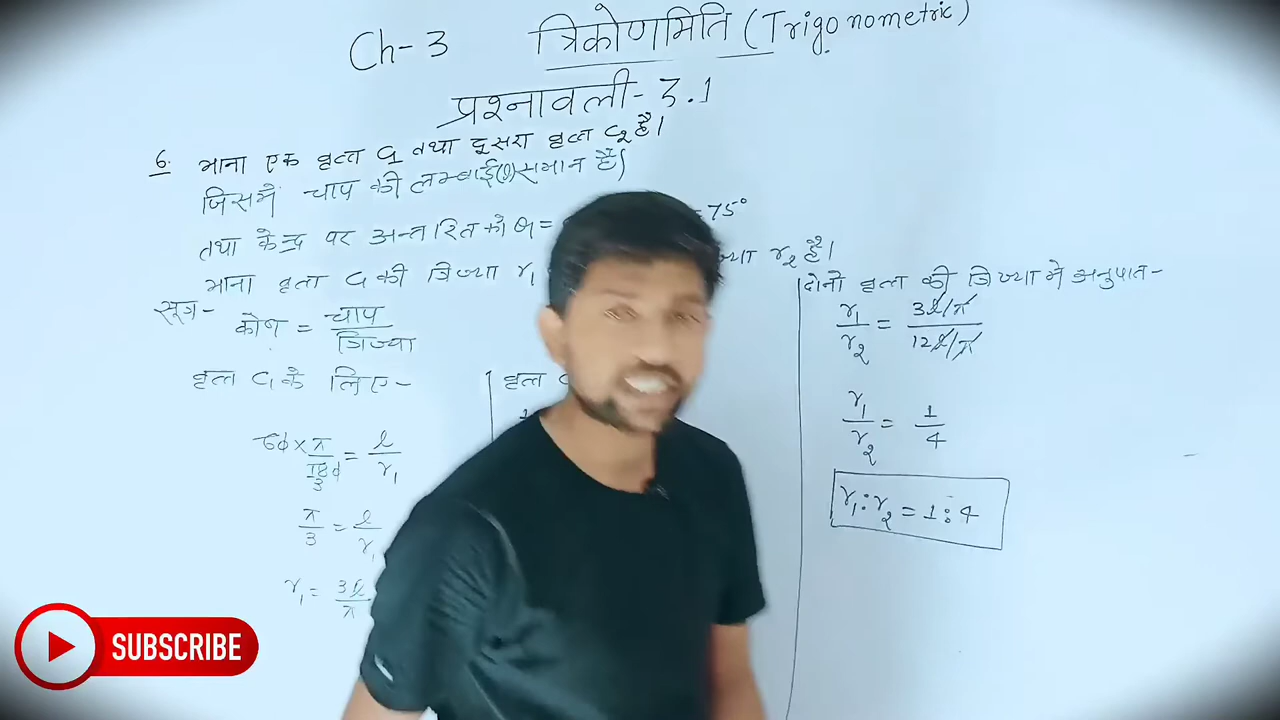 Ch-3 त्रिकोणमिति (Trigonometric)
प्रश्नावली-3.1
6. माना एक वृत्त C₁ तथा दूसरा वृत्त C₂ है।
जिसमें चाप की लम्बाई(l)समान है।
तथा केन्द्र पर अन्तरित को θ₁ = =75°
माना वृत्त C₁ की त्रिज्या r₁ r₂ है।
सूत्र-
कोण = चाप/त्रिज्या
वृत्त C₁ के लिए-
60 × π/180 = l/r₁
3
π/3 = l/r₁
r₁ = 3l/π
वृत्त
दोनों वृत्त की त्रिज्या में अनुपात-
r₁/r₂ = 3l/π / 12l/π
r₁/r₂ = 1/4
r₁:r₂ = 1:4
SUBSCRIBE